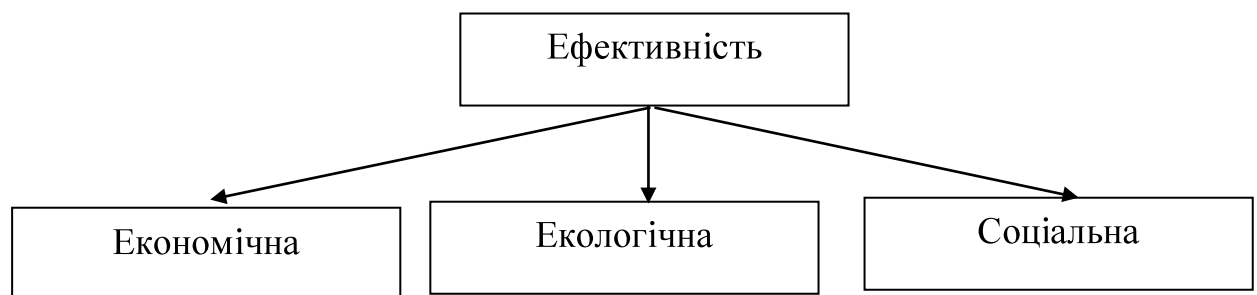 Ефективність
Економічна
Екологічна
Соціальна